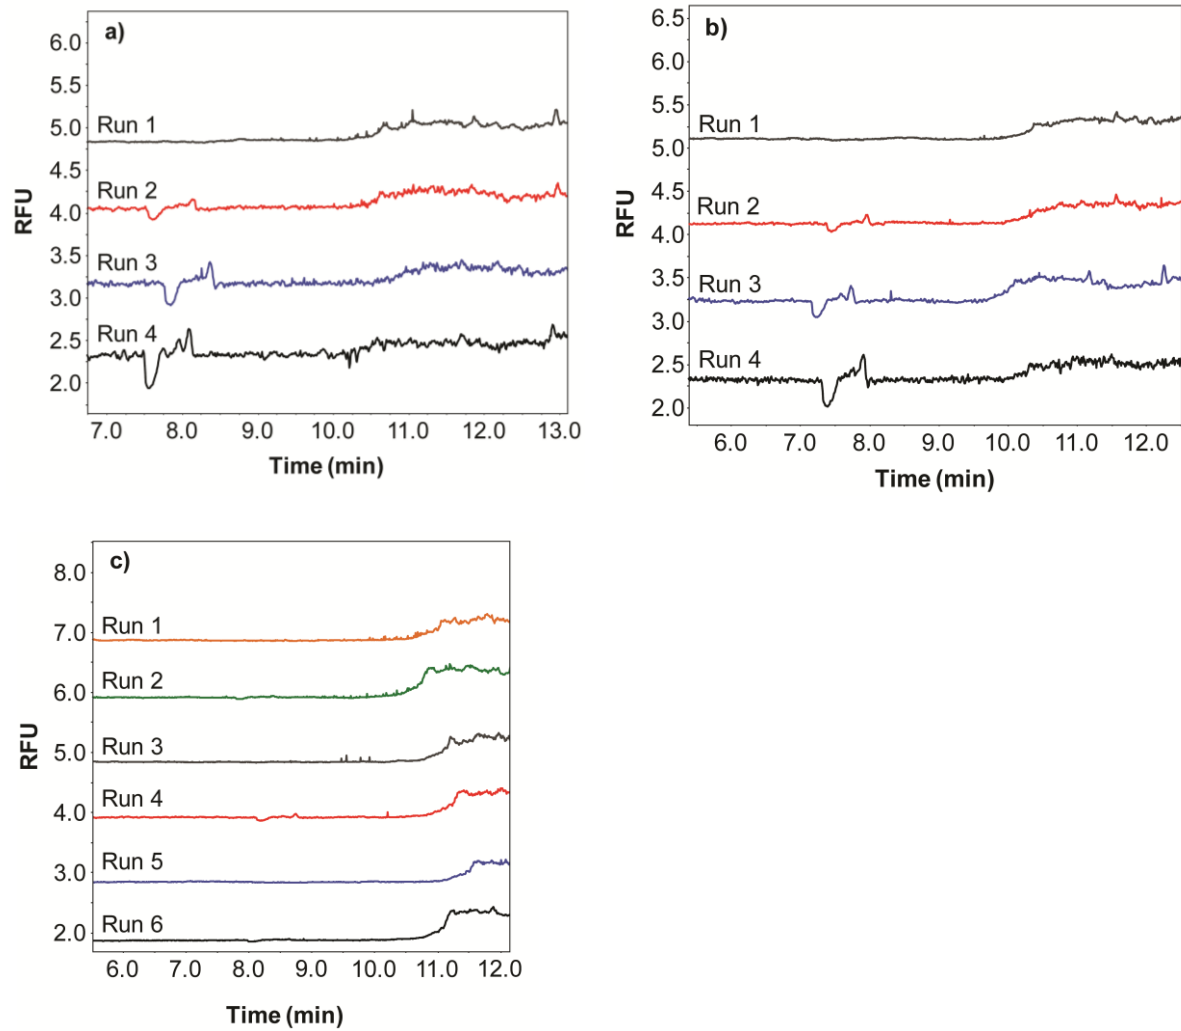 a)
6.0
5.5
5.0
4.5
4.0
3.5
3.0
2.5
2.0
RFU
Run 1
Run 2
Run 3
Run 4
7.0 8.0 9.0 10.0 11.0 12.0 13.0
Time (min)
b)
6.5
6.0
5.5
5.0
4.5
4.0
3.5
3.0
2.5
2.0
RFU
Run 1
Run 2
Run 3
Run 4
6.0 7.0 8.0 9.0 10.0 11.0 12.0
Time (min)
c)
8.0
7.0
6.0
5.0
4.0
3.0
2.0
RFU
Run 1
Run 2
Run 3
Run 4
Run 5
Run 6
6.0 7.0 8.0 9.0 10.0 11.0 12.0
Time (min)